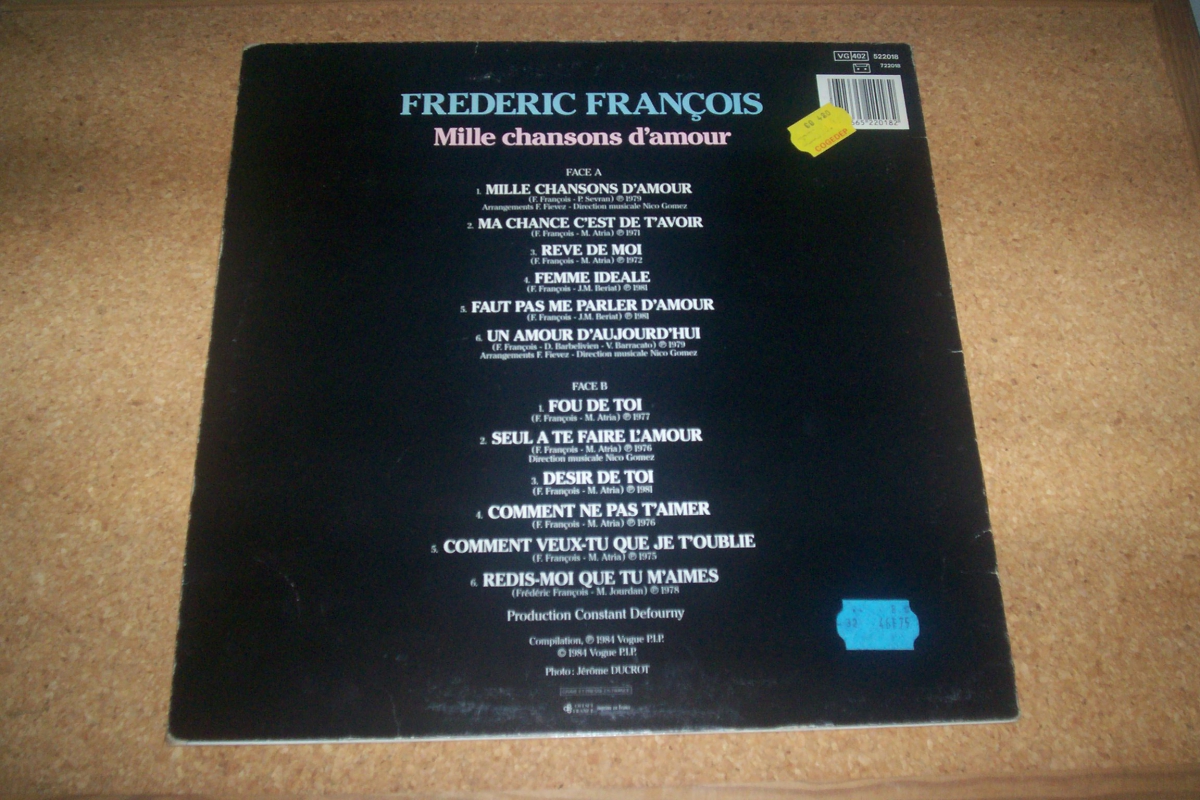 VG 402 522018
722018
FREDERIC FRANÇOIS
Mille chansons d'amour
COGEDEP
FACE A
1. MILLE CHANSONS D'AMOUR
(F. François - P. Sevran) ℗ 1979
Arrangements F. Fievez - Direction musicale Nico Gomez
2. MA CHANCE C'EST DE T'AVOIR
(F. François - M. Atria) ℗ 1971
3. REVE DE MOI
(F. François - M. Atria) ℗ 1972
4. FEMME IDEALE
(F. François - J.M. Beriat) ℗ 1981
5. FAUT PAS ME PARLER D'AMOUR
(F. François - J.M. Beriat) ℗ 1981
6. UN AMOUR D'AUJOURD'HUI
(F. François - D. Barbelivien - V. Barracato) ℗ 1979
Arrangements F. Fievez - Direction musicale Nico Gomez
FACE B
1. FOU DE TOI
(F. François - M. Atria) ℗ 1977
2. SEUL A TE FAIRE L'AMOUR
(F. François - M. Atria) ℗ 1976
Direction musicale Nico Gomez
3. DESIR DE TOI
(F. François - M. Atria) ℗ 1981
4. COMMENT NE PAS T'AIMER
(F. François - M. Atria) ℗ 1976
5. COMMENT VEUX-TU QUE JE T'OUBLIE
(F. François - M. Atria) ℗ 1975
6. REDIS-MOI QUE TU M'AIMES
(Frédéric François - M. Jourdan) ℗ 1978
Production Constant Defourny
Compilation, ℗ 1984 Vogue P.I.P.
© 1984 Vogue P.I.P.
Photo : Jérôme DUCROT